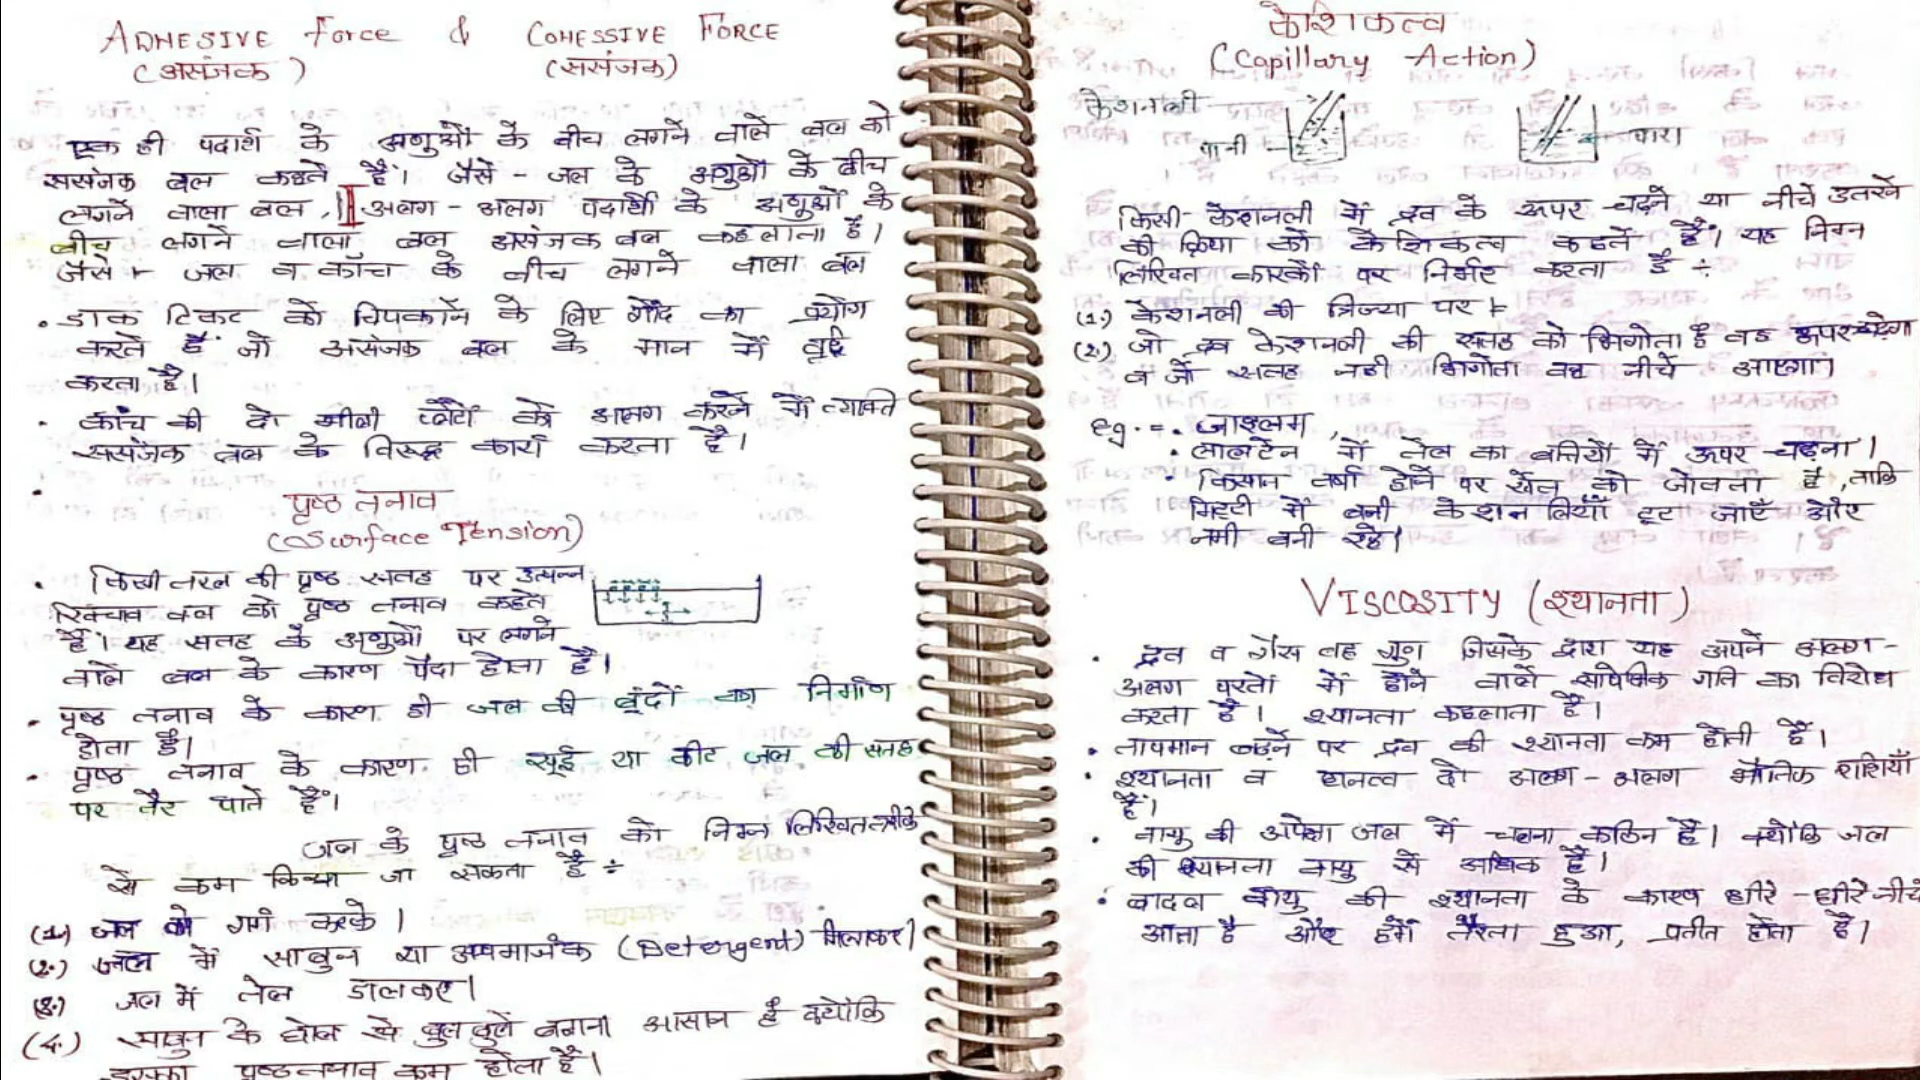 ADHESIVE Force & COHESSIVE FORCE
(असंजक) (ससंजक)
एक ही पदार्थ के अणुओं के बीच लगने वाले बल को
ससंजक बल कहते हैं। जैसे - जल के अणुओं के बीच
लगने वाला बल, अलग - अलग पदार्थों के अणुओं के
बीच लगने वाला बल असंजक बल कहलाता है।
जैसे जल व काँच के बीच लगने वाला बल
• डाक टिकट को चिपकाने के लिए गोंद का प्रयोग
करते हैं जो असंजक बल के मान में वृद्धि
करता है।
• कांच की दो गीली प्लेटों को अलग करने में व्यक्ति
ससंजक बल के विरुद्ध कार्य करता है।
पृष्ठ तनाव
(Surface Tension)
• किसी तरल की पृष्ठ सतह पर उत्पन्न
खिंचाव बल को पृष्ठ तनाव कहते
हैं। यह सतह के अणुओं पर लगने
वाले बल के कारण पैदा होता है।
• पृष्ठ तनाव के कारण ही जल की बूंदों का निर्माण
होता है।
• पृष्ठ तनाव के कारण ही सूई या कीट जल की सतह
पर तैर पाते हैं।
जल के पृष्ठ तनाव को निम्न लिखित तरीके
से कम किया जा सकता है ÷
(1.) जल को गर्म करके।
(2.) जल में साबुन या अपमार्जक (Detergent) मिलाकर।
(3.) जल में तेल डालकर।
(4.) साबुन के घोल से बुलबुले बनाना आसान है क्योंकि
इसका पृष्ठतनाव कम होता है।
केशिकत्व
(Capillary Action)
केशनली
पानी पारा
किसी केशनली में द्रव के ऊपर चढ़ने या नीचे उतरने
की क्रिया को केशिकत्व कहते हैं। यह निम्न
लिखित कारकों पर निर्भर करता है ÷
(1.) केशनली की त्रिज्या पर
(2.) जो द्रव केशनली की सतह को भिगोता है वह ऊपर चढ़ेगा
व जो सतह नहीं भिगोता वह नीचे आएगा।
Eg. = • जाइलम,
• लालटेन में तेल का बत्तियों में ऊपर चढ़ना।
• किसान वर्षा होने पर खेत को जोतता है, ताकि
मिट्टी में बनी केशनलियाँ टूट जाएँ और
नमी बनी रहे।
VISCOSITY (श्यानता)
• द्रव व गैस वह गुण जिसके द्वारा यह अपने अलग -
अलग परतों में होने वाले सापेक्षिक गति का विरोध
करता है। श्यानता कहलाता है।
• तापमान बढ़ने पर द्रव की श्यानता कम होती है।
• श्यानता व घनत्व दो अलग - अलग भौतिक राशियाँ
हैं।
• वायु की अपेक्षा जल में चलना कठिन है। क्योंकि जल
की श्यानता वायु से अधिक है।
• बादल वायु की श्यानता के कारण धीरे - धीरे नीचे
आता है और हमें तैरता हुआ, प्रतीत होता है।